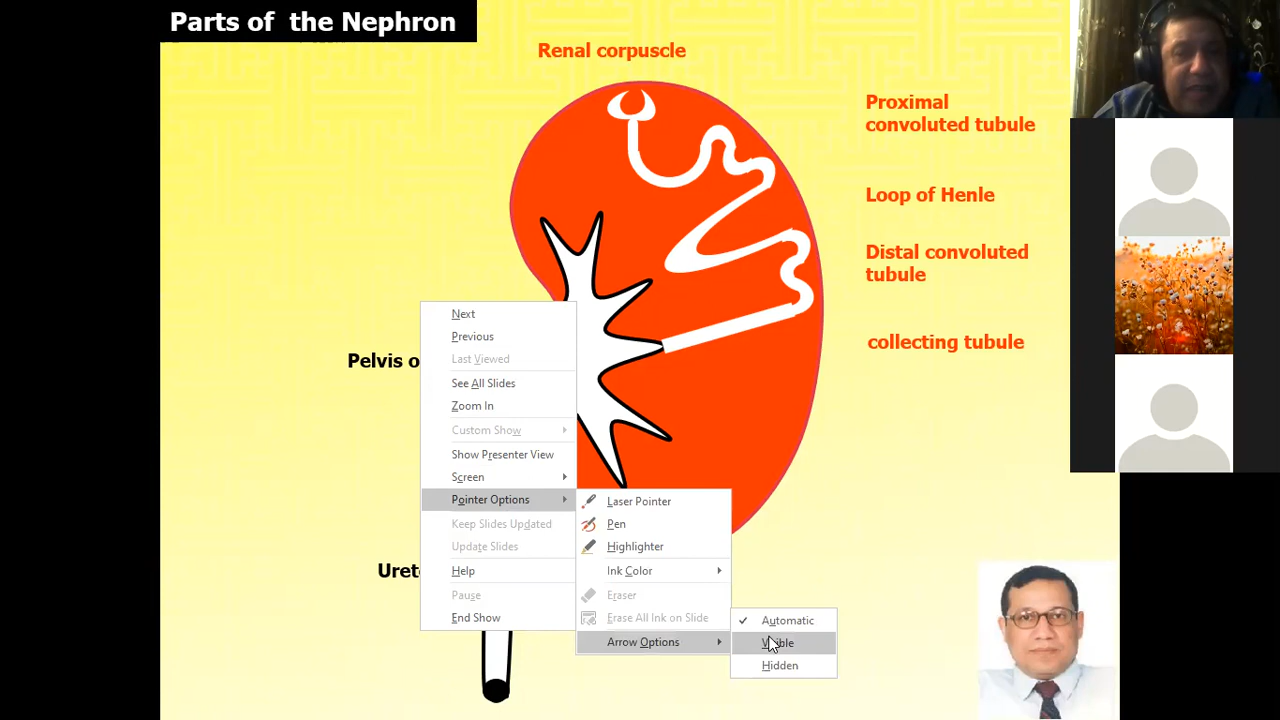 Parts of the Nephron
Renal corpuscle
Proximal
convoluted tubule
Loop of Henle
Distal convoluted
tubule
collecting tubule
Pelvis
Next
Previous
Last Viewed
See All Slides
Zoom In
Custom Show
Show Presenter View
Screen
Pointer Options
Keep Slides Updated
Update Slides
Help
Pause
End Show
Laser Pointer
Pen
Highlighter
Ink Color
Eraser
Erase All Ink on Slide
Arrow Options
Automatic
Visible
Hidden